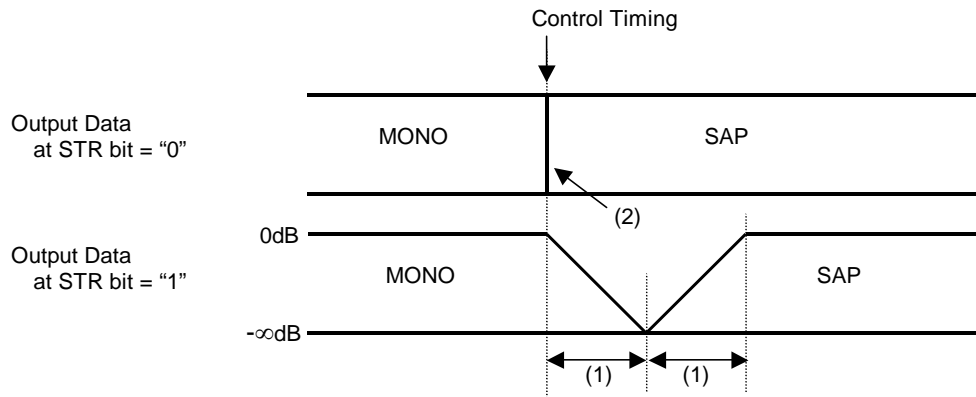 Control Timing
Output Data
at STR bit = “0”
MONO
SAP
(2)
0dB
Output Data
at STR bit = “1”
MONO
SAP
-∞dB
(1)
(1)